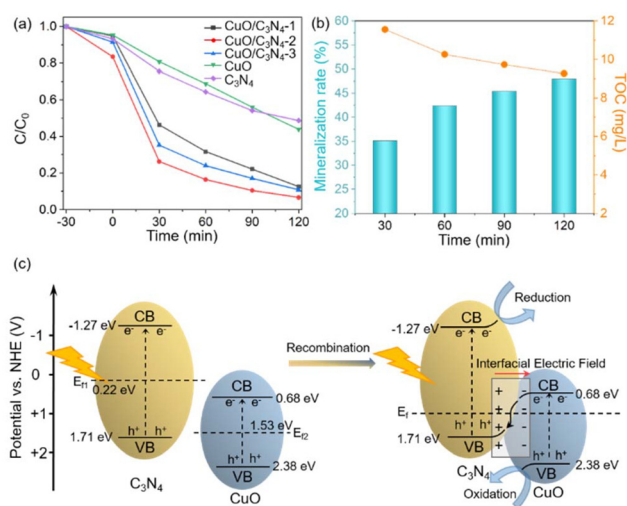 (a)
CuO/C3N4-1
CuO/C3N4-2
CuO/C3N4-3
CuO
C3N4
C/C0
1.0
0.8
0.6
0.4
0.2
0.0
-30 0 30 60 90 120
Time (min)
(b)
Mineralization rate (%)
65
60
55
50
45
40
35
30
25
20
TOC (mg/L)
12
10
8
6
4
2
30 60 90 120
Time (min)
(c)
Potential vs. NHE (V)
-1
0
+1
+2
CB
-1.27 eV
e- e-
Ef1
0.22 eV
1.71 eV
h+ h+
VB
C3N4
CB
0.68 eV
e- e-
1.53 eV
Ef2
h+ h+
VB
2.38 eV
CuO
Recombination
Reduction
CB
-1.27 eV
e- e-
Interfacial Electric Field
Ef
1.71 eV
h+ h+
VB
C3N4
+ -
+ -
+ -
+ -
CB
0.68 eV
e- e-
h+ h+
VB
2.38 eV
Oxidation
CuO